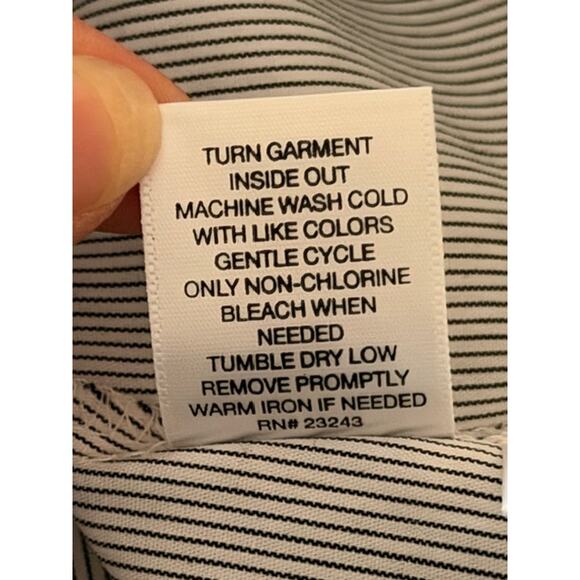 TURN GARMENT
INSIDE OUT
MACHINE WASH COLD
WITH LIKE COLORS
GENTLE CYCLE
ONLY NON-CHLORINE
BLEACH WHEN
NEEDED
TUMBLE DRY LOW
REMOVE PROMPTLY
WARM IRON IF NEEDED
RN# 23243